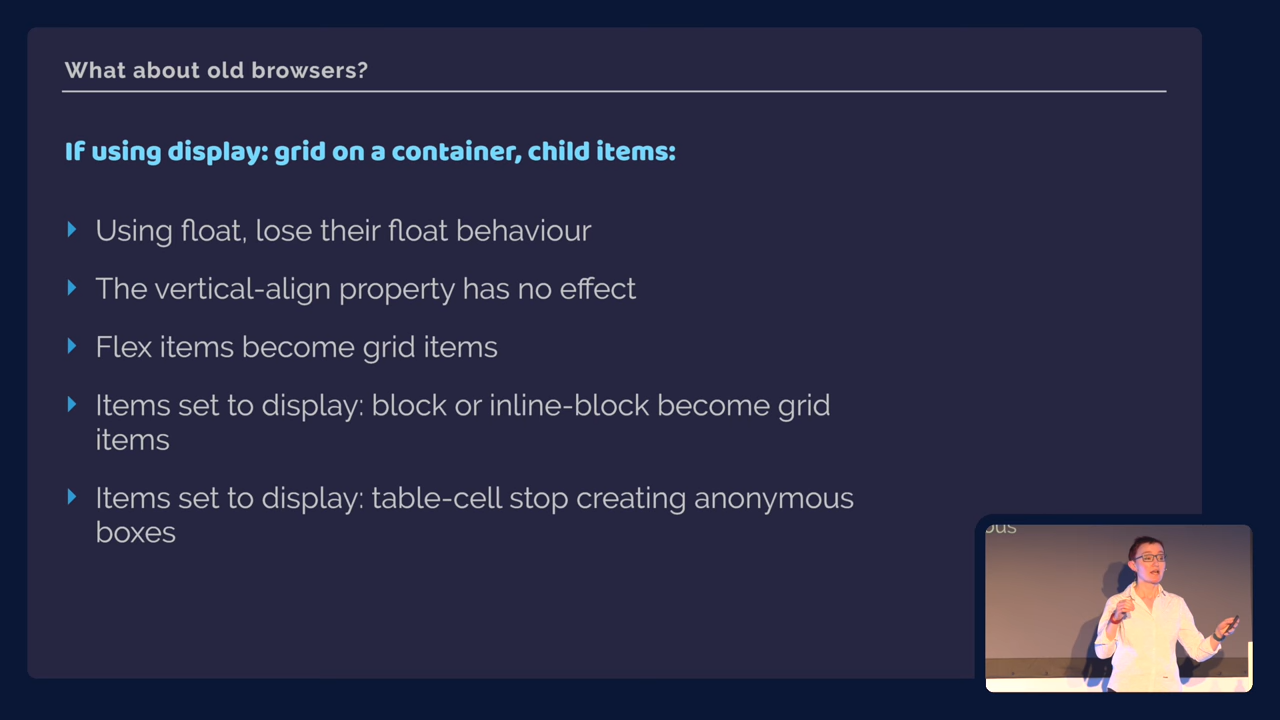 What about old browsers?
If using display: grid on a container, child items:
Using float, lose their float behaviour
The vertical-align property has no effect
Flex items become grid items
Items set to display: block or inline-block become grid
items
Items set to display: table-cell stop creating anonymous
boxes